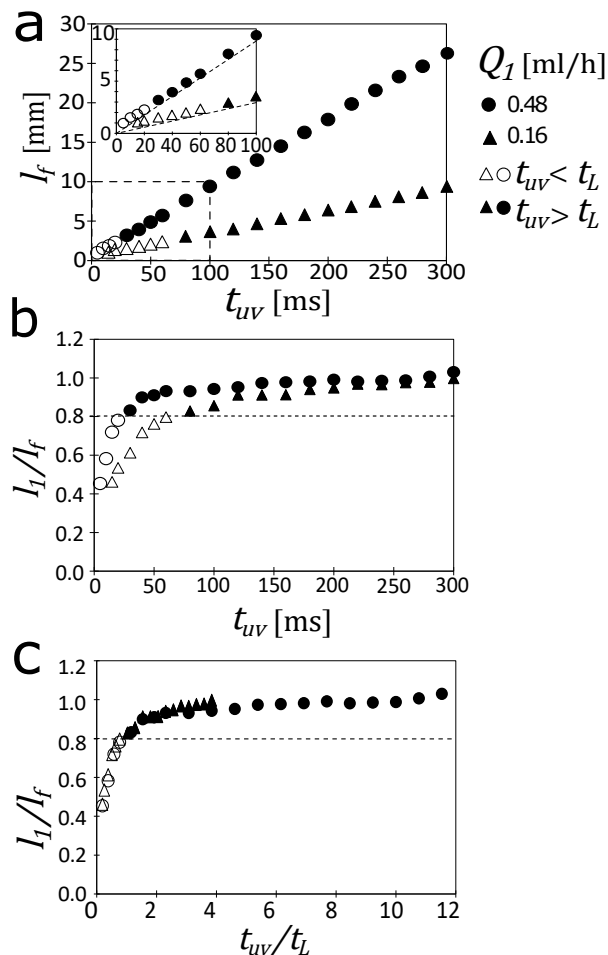 a
30
25
20
15
10
5
0
l_f [mm]
10
5
0
0 20 40 60 80 100
0 50 100 150 200 250 300
t_uv [ms]
Q_1 [ml/h]
● 0.48
▲ 0.16
△○ t_uv < t_L
▲● t_uv > t_L
b
1.2
1.0
0.8
0.6
0.4
0.2
0.0
l_1/l_f
0 50 100 150 200 250 300
t_uv [ms]
c
1.2
1.0
0.8
0.6
0.4
0.2
0.0
l_1/l_f
0 2 4 6 8 10 12
t_uv/t_L